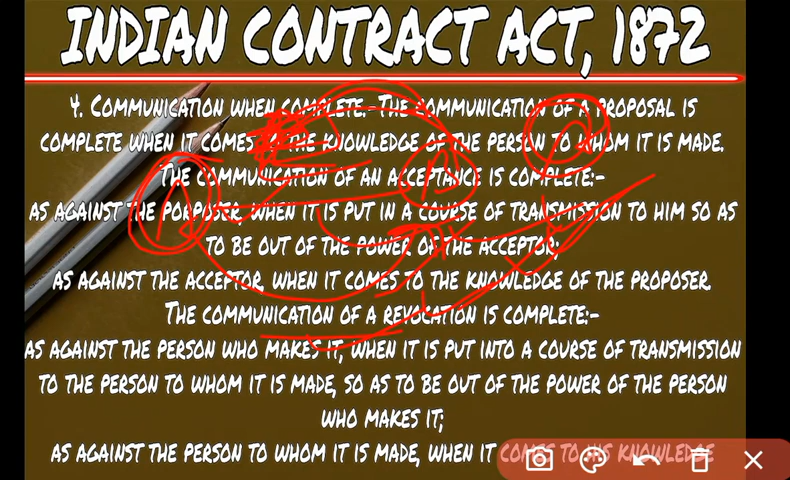 INDIAN CONTRACT ACT, 1872
4. COMMUNICATION WHEN COMPLETE.-THE COMMUNICATION OF A PROPOSAL IS
COMPLETE WHEN IT COMES TO THE KNOWLEDGE OF THE PERSON TO WHOM IT IS MADE.
THE COMMUNICATION OF AN ACCEPTANCE IS COMPLETE:-
AS AGAINST THE PORPOSER, WHEN IT IS PUT IN A COURSE OF TRANSMISSION TO HIM SO AS
TO BE OUT OF THE POWER OF THE ACCEPTOR;
AS AGAINST THE ACCEPTOR, WHEN IT COMES TO THE KNOWLEDGE OF THE PROPOSER.
THE COMMUNICATION OF A REVOCATION IS COMPLETE:-
AS AGAINST THE PERSON WHO MAKES IT, WHEN IT IS PUT INTO A COURSE OF TRANSMISSION
TO THE PERSON TO WHOM IT IS MADE, SO AS TO BE OUT OF THE POWER OF THE PERSON
WHO MAKES IT;
AS AGAINST THE PERSON TO WHOM IT IS MADE, WHEN IT COMES TO HIS KNOWLEDGE